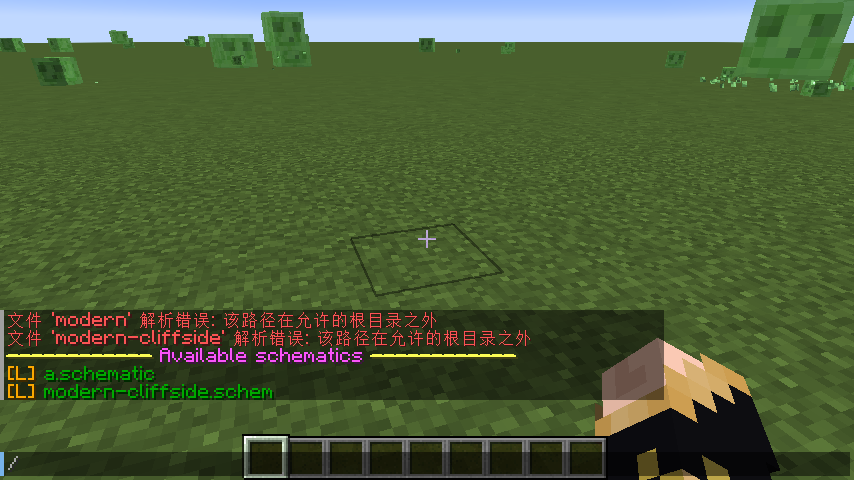 文件 'modern' 解析错误: 该路径在允许的根目录之外
文件 'modern-cliffside' 解析错误: 该路径在允许的根目录之外
------------ Available schematics ------------
[L] a.schematic
[L] modern-cliffside.schem
/